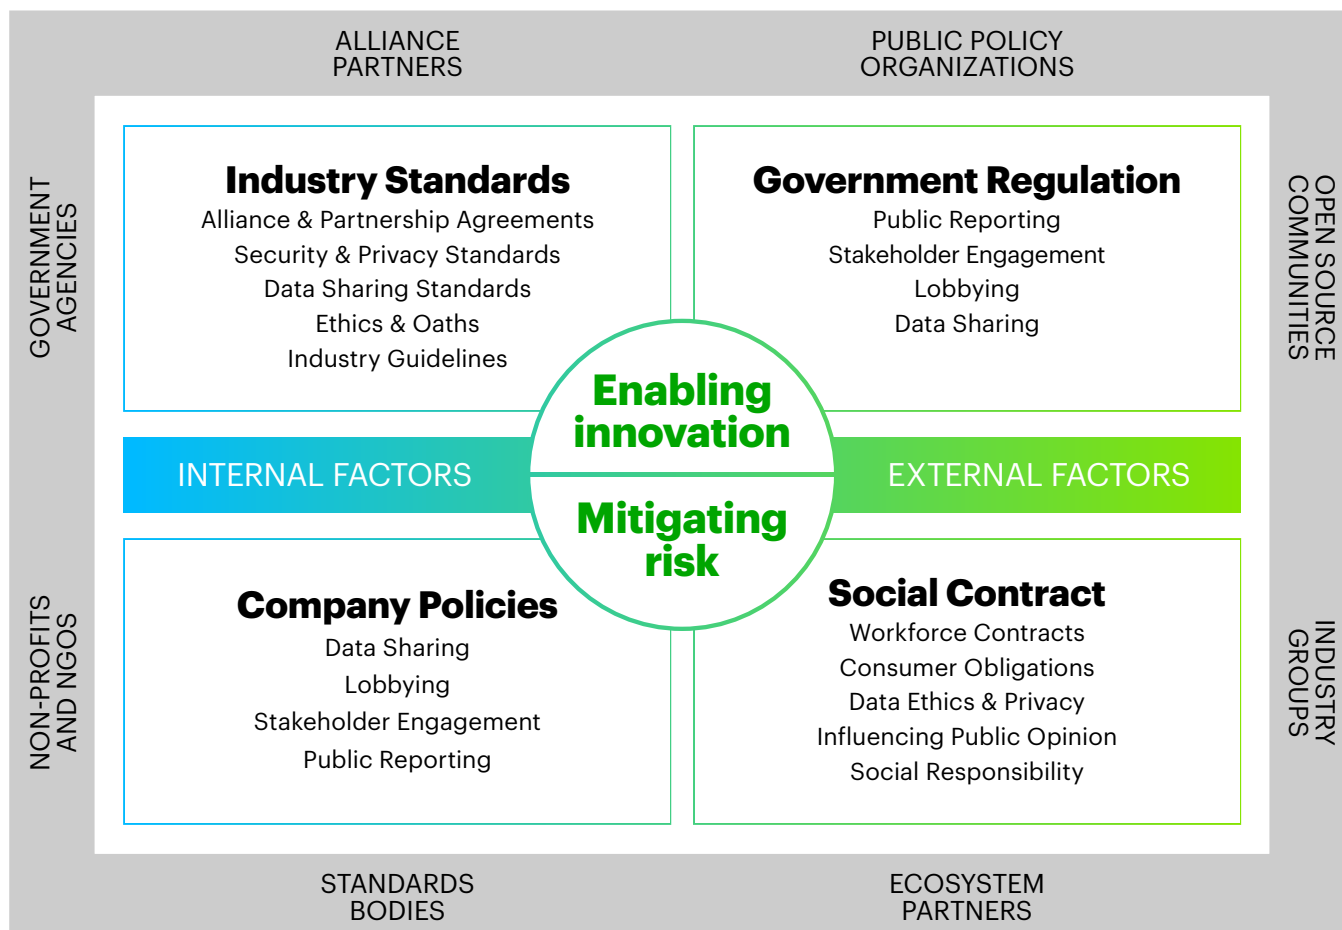 ALLIANCE
PARTNERS
PUBLIC POLICY
ORGANIZATIONS
GOVERNMENT
AGENCIES
OPEN SOURCE
COMMUNITIES
Industry Standards
Alliance & Partnership Agreements
Security & Privacy Standards
Data Sharing Standards
Ethics & Oaths
Industry Guidelines
Government Regulation
Public Reporting
Stakeholder Engagement
Lobbying
Data Sharing
Enabling
innovation
INTERNAL FACTORS
EXTERNAL FACTORS
Mitigating
risk
Company Policies
Data Sharing
Lobbying
Stakeholder Engagement
Public Reporting
Social Contract
Workforce Contracts
Consumer Obligations
Data Ethics & Privacy
Influencing Public Opinion
Social Responsibility
NON-PROFITS
AND NGOS
INDUSTRY
GROUPS
STANDARDS
BODIES
ECOSYSTEM
PARTNERS